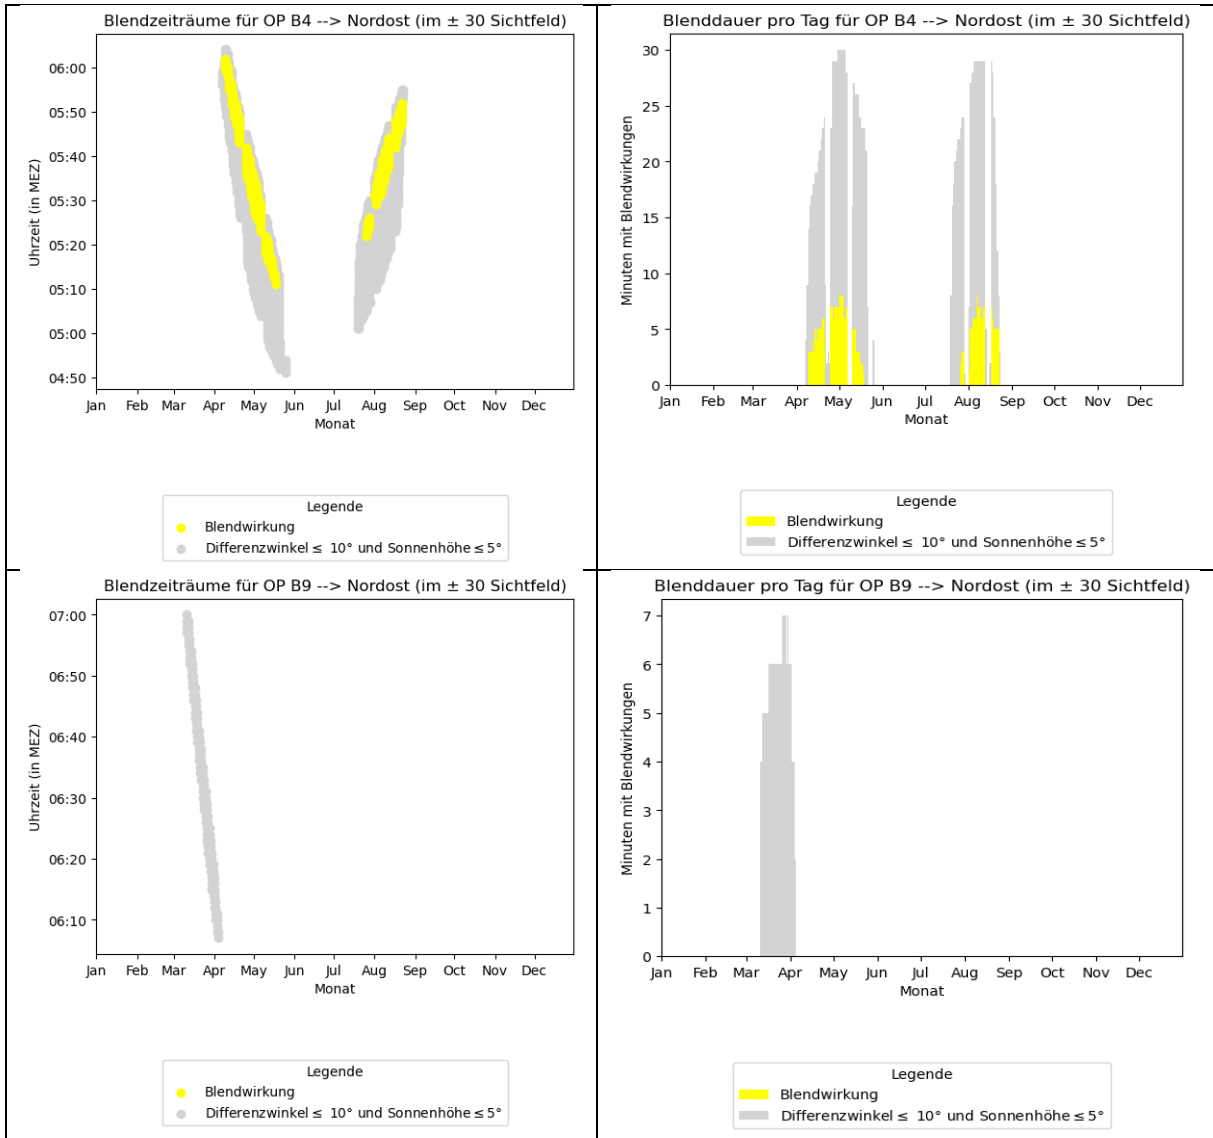 Blendzeiträume für OP B4 --> Nordost (im ± 30 Sichtfeld)
06:00
05:50
05:40
05:30
05:20
05:10
05:00
04:50
Uhrzeit (in MEZ)
Jan Feb Mar Apr May Jun Jul Aug Sep Oct Nov Dec
Monat
Legende
Blendwirkung
Differenzwinkel ≤ 10° und Sonnenhöhe ≤ 5°
Blenddauer pro Tag für OP B4 --> Nordost (im ± 30 Sichtfeld)
30
25
20
15
10
5
0
Minuten mit Blendwirkungen
Jan Feb Mar Apr May Jun Jul Aug Sep Oct Nov Dec
Monat
Legende
Blendwirkung
Differenzwinkel ≤ 10° und Sonnenhöhe ≤ 5°
Blendzeiträume für OP B9 --> Nordost (im ± 30 Sichtfeld)
07:00
06:50
06:40
06:30
06:20
06:10
Uhrzeit (in MEZ)
Jan Feb Mar Apr May Jun Jul Aug Sep Oct Nov Dec
Monat
Legende
Blendwirkung
Differenzwinkel ≤ 10° und Sonnenhöhe ≤ 5°
Blenddauer pro Tag für OP B9 --> Nordost (im ± 30 Sichtfeld)
7
6
5
4
3
2
1
0
Minuten mit Blendwirkungen
Jan Feb Mar Apr May Jun Jul Aug Sep Oct Nov Dec
Monat
Legende
Blendwirkung
Differenzwinkel ≤ 10° und Sonnenhöhe ≤ 5°